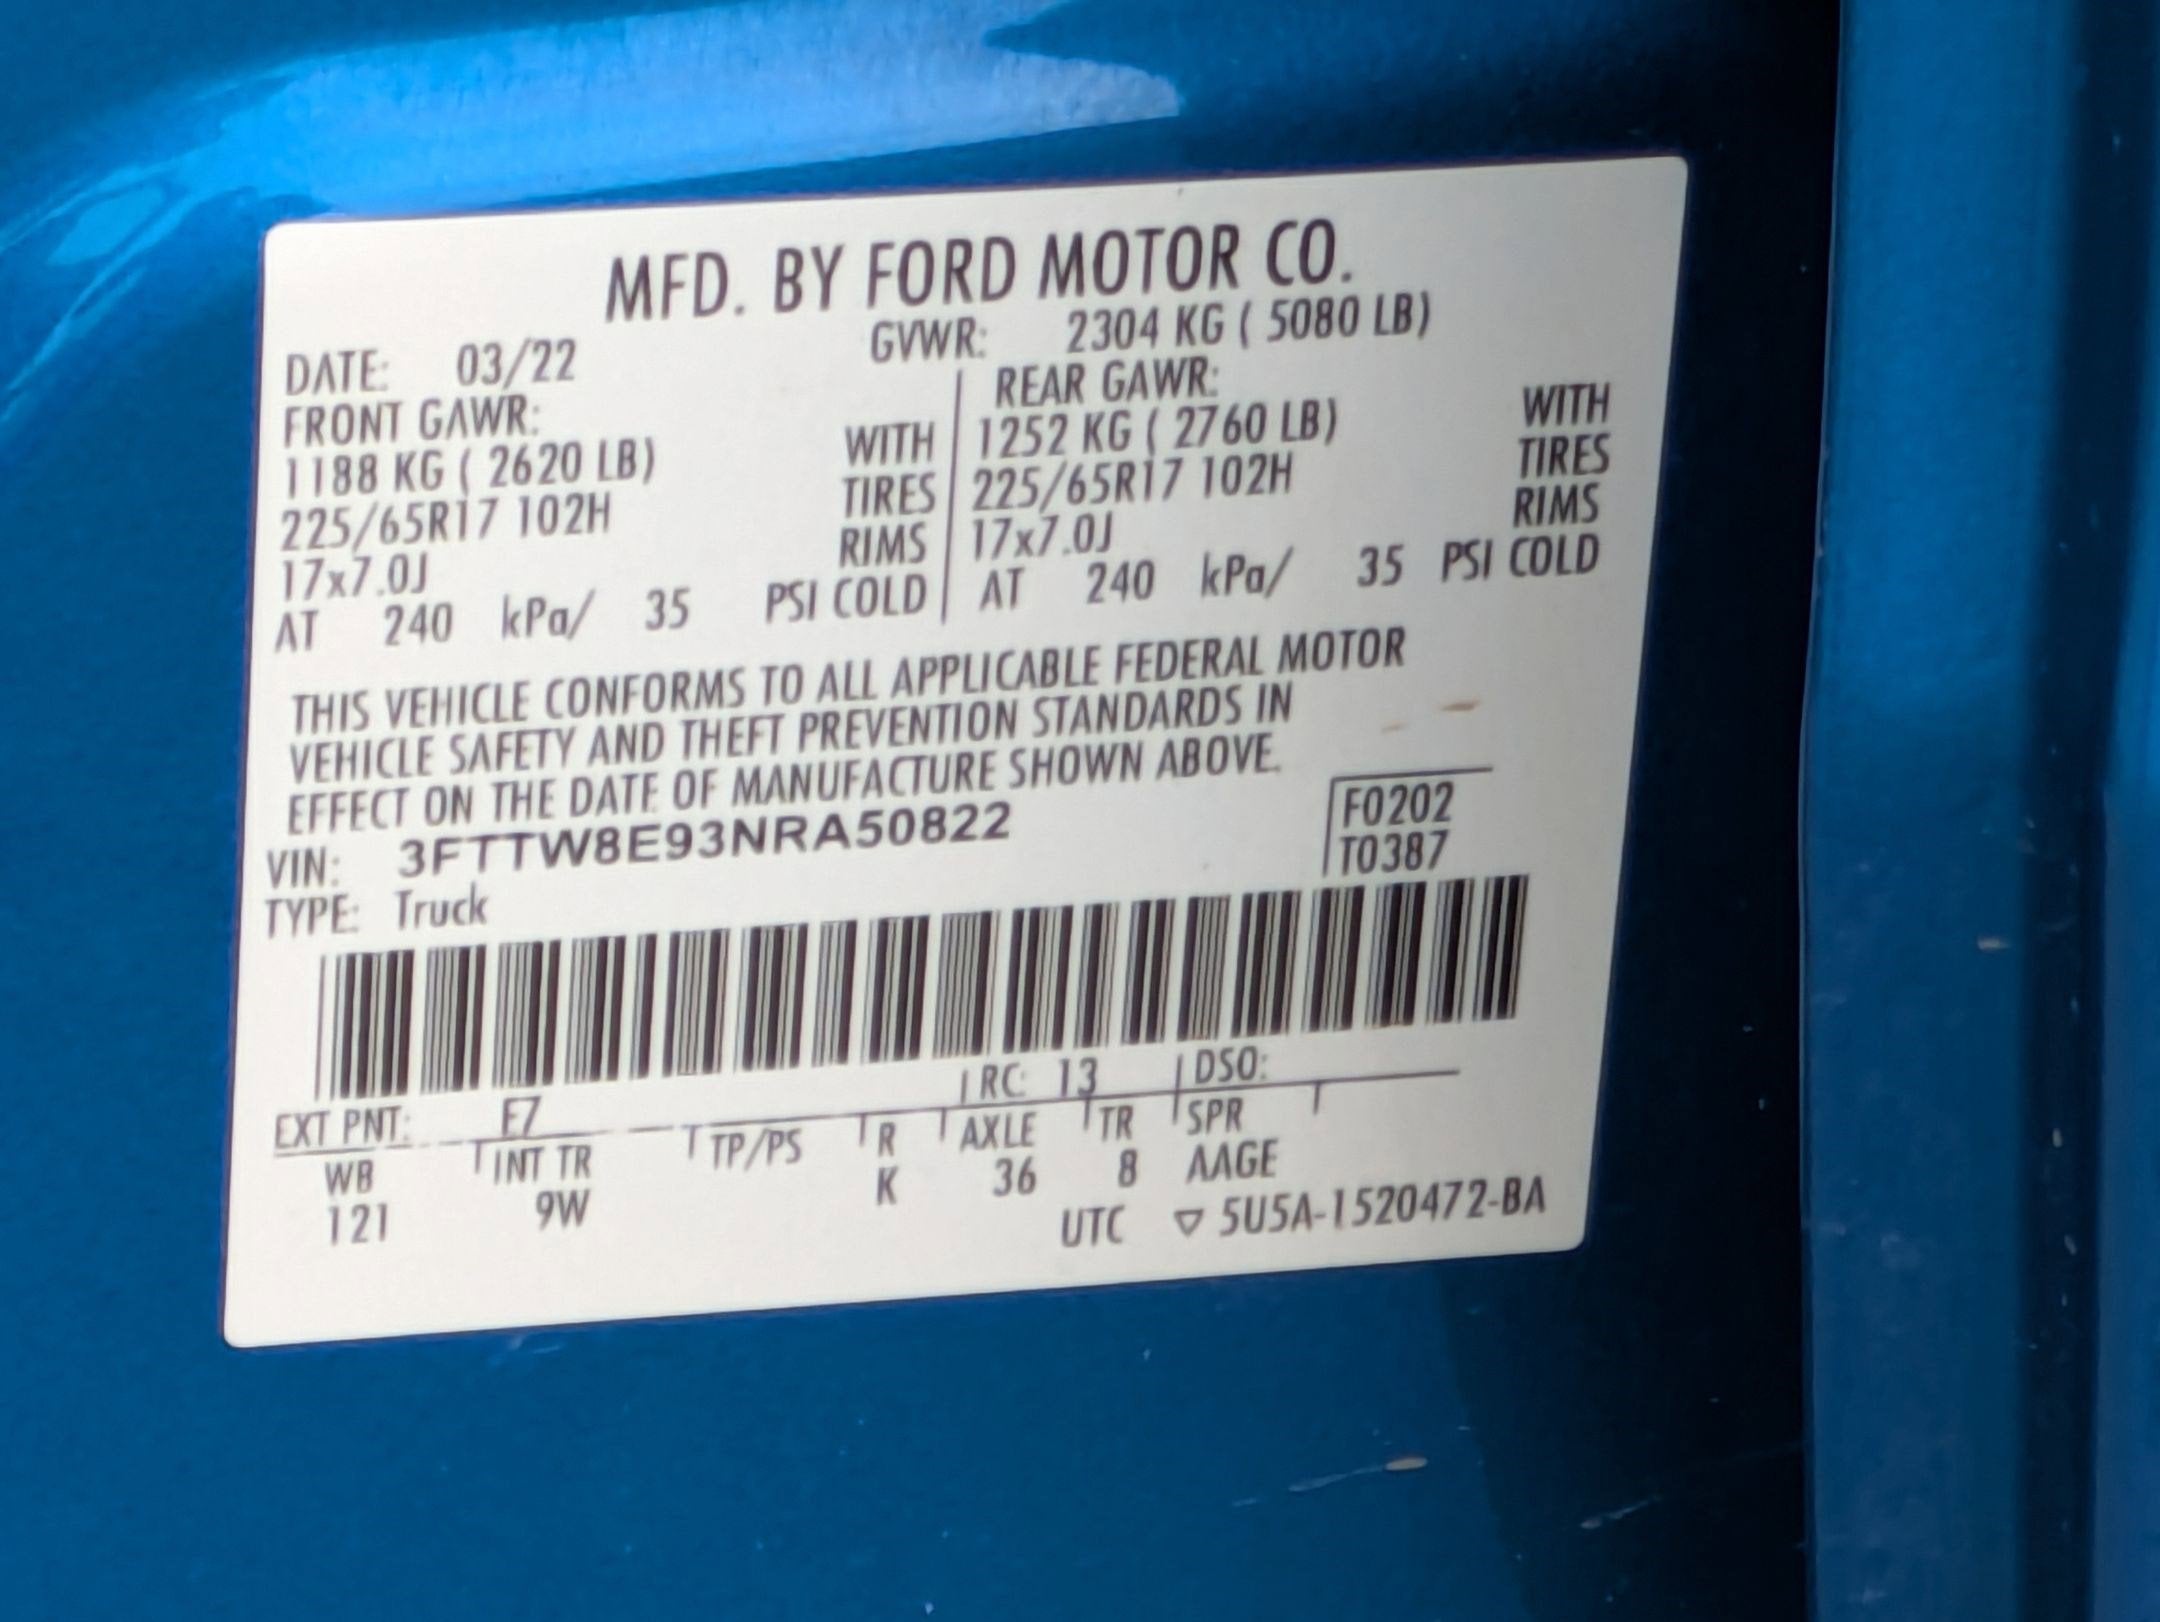 MFD. BY FORD MOTOR CO.
DATE: 03/22 GVWR: 2304 KG ( 5080 LB)
FRONT GAWR: REAR GAWR:
1188 KG ( 2620 LB) WITH 1252 KG ( 2760 LB) WITH
225/65R17 102H TIRES 225/65R17 102H TIRES
17x7.0J RIMS 17x7.0J RIMS
AT 240 kPa/ 35 PSI COLD AT 240 kPa/ 35 PSI COLD
THIS VEHICLE CONFORMS TO ALL APPLICABLE FEDERAL MOTOR
VEHICLE SAFETY AND THEFT PREVENTION STANDARDS IN
EFFECT ON THE DATE OF MANUFACTURE SHOWN ABOVE.
VIN: 3FTTW8E93NRA50822 F0202
TYPE: Truck T0387
EXT PNT: E7 RC: 13 DSO:
WB INT TR TP/PS R AXLE TR SPR
121 9W K 36 8 AAGE
UTC ▽ 5U5A-1520472-BA